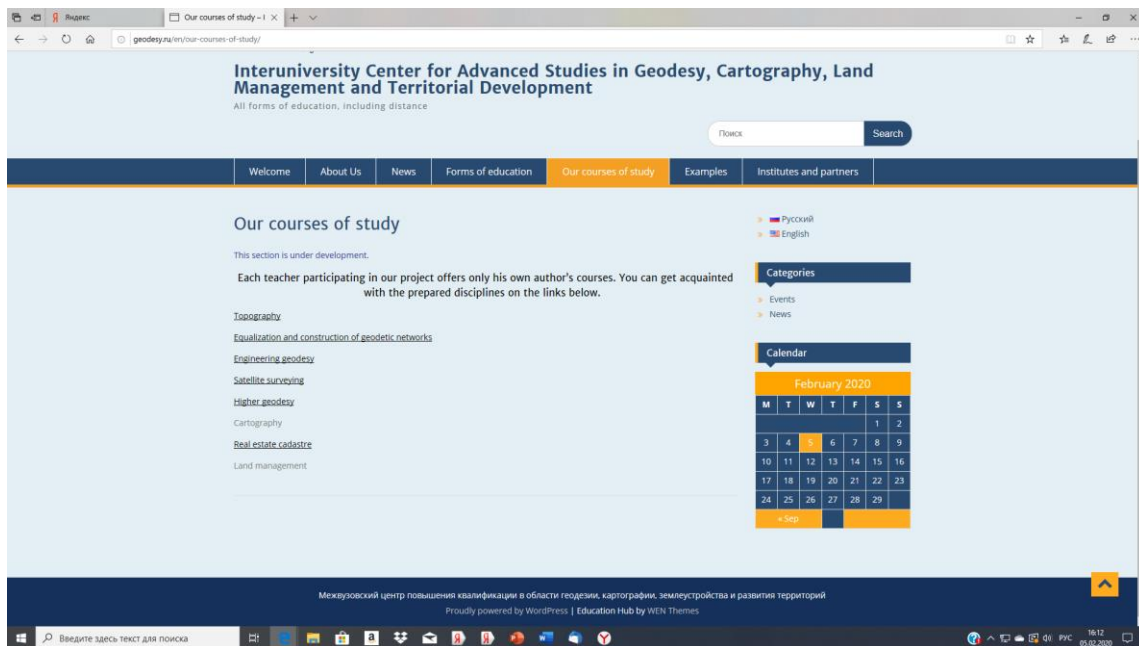 Яндекс
Our courses of study – I
geodesy.ru/en/our-courses-of-study/
Interuniversity Center for Advanced Studies in Geodesy, Cartography, Land
Management and Territorial Development
All forms of education, including distance
Поиск
Search
Welcome
About Us
News
Forms of education
Our courses of study
Examples
Institutes and partners
Our courses of study
This section is under development.
Each teacher participating in our project offers only his own author's courses. You can get acquainted
with the prepared disciplines on the links below.
Topography
Equalization and construction of geodetic networks
Engineering geodesy
Satellite surveying
Higher geodesy
Cartography
Real estate cadastre
Land management
» Русский
» English
Categories
» Events
» News
Calendar
February 2020
M T W T F S S
1 2
3 4 5 6 7 8 9
10 11 12 13 14 15 16
17 18 19 20 21 22 23
24 25 26 27 28 29
« Sep
Межвузовский центр повышения квалификации в области геодезии, картографии, землеустройства и развития территорий
Proudly powered by WordPress | Education Hub by WEN Themes
Введите здесь текст для поиска
РУС
16:12
05.02.2020